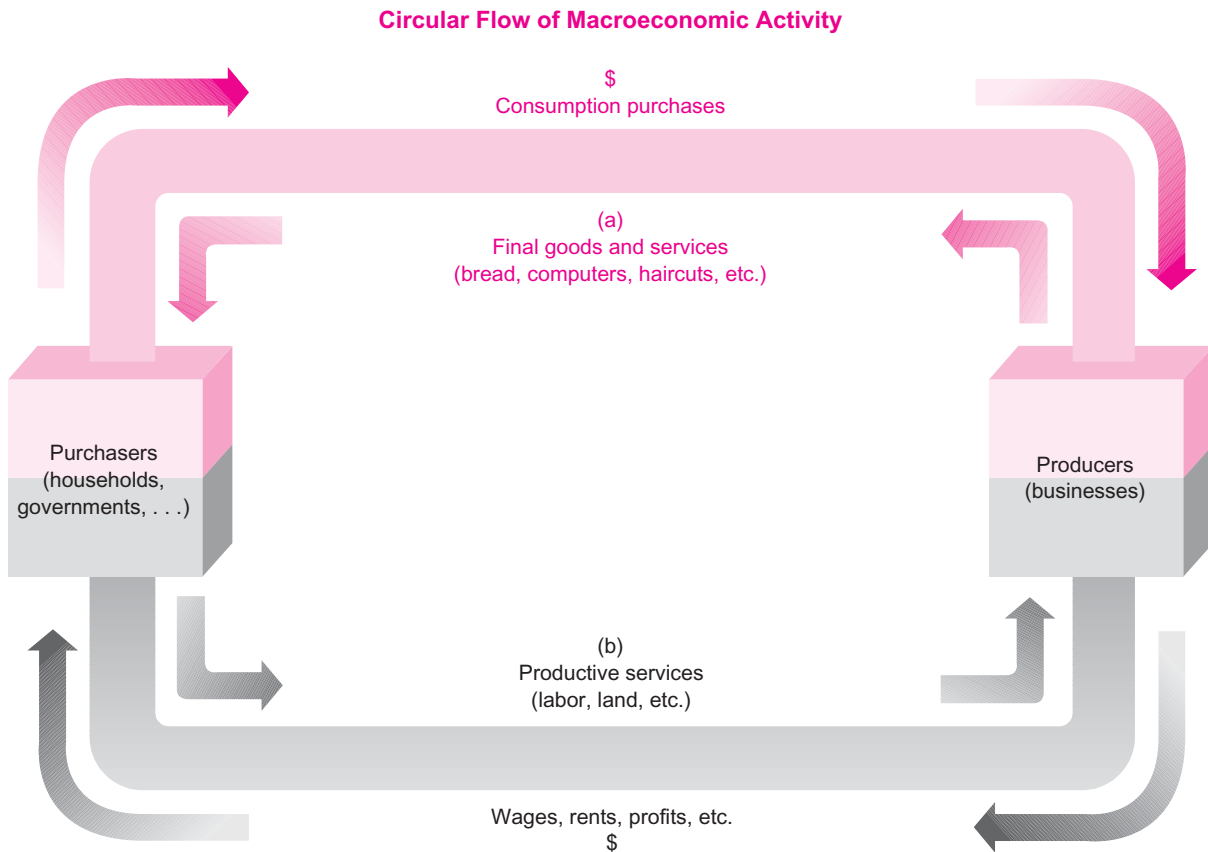 Circular Flow of Macroeconomic Activity
$
Consumption purchases
(a)
Final goods and services
(bread, computers, haircuts, etc.)
Purchasers
(households,
governments, . . .)
Producers
(businesses)
(b)
Productive services
(labor, land, etc.)
Wages, rents, profits, etc.
$